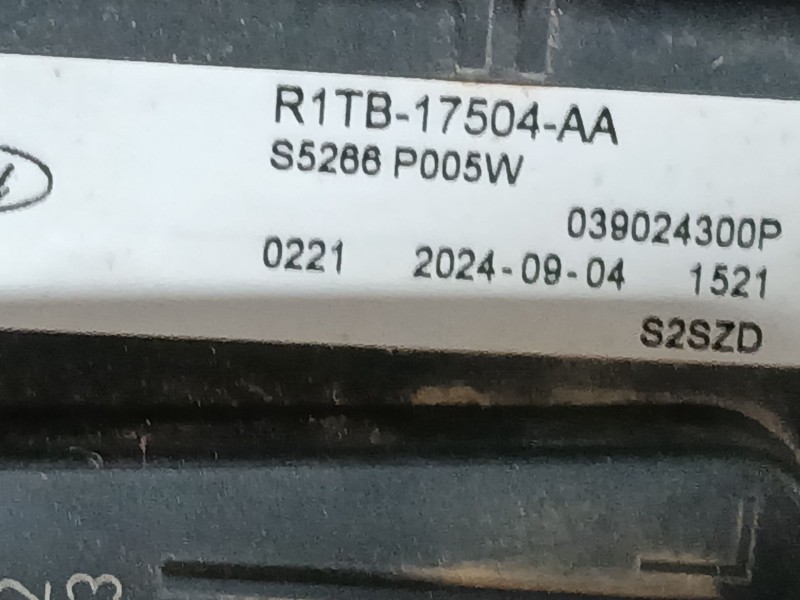 R1TB-17504-AA
S5266 P005W
039024300P
0221 2024-09-04 1521
S2SZD